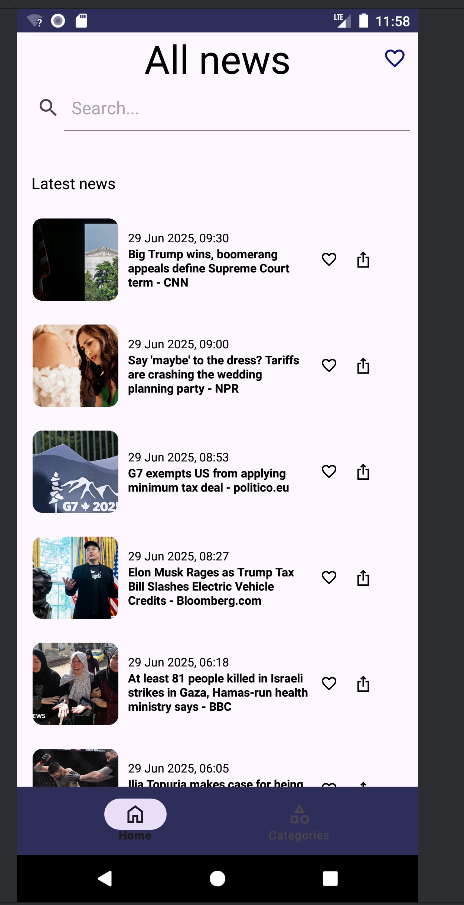 LTE 11:58
All news
Search...
Latest news
29 Jun 2025, 09:30
Big Trump wins, boomerang
appeals define Supreme Court
term - CNN
29 Jun 2025, 09:00
Say 'maybe' to the dress? Tariffs
are crashing the wedding
planning party - NPR
29 Jun 2025, 08:53
G7 exempts US from applying
minimum tax deal - politico.eu
G7 202
29 Jun 2025, 08:27
Elon Musk Rages as Trump Tax
Bill Slashes Electric Vehicle
Credits - Bloomberg.com
29 Jun 2025, 06:18
At least 81 people killed in Israeli
strikes in Gaza, Hamas-run health
ministry says - BBC
EWS
29 Jun 2025, 06:05
Ilia Topuria makes case for being
Home
Categories